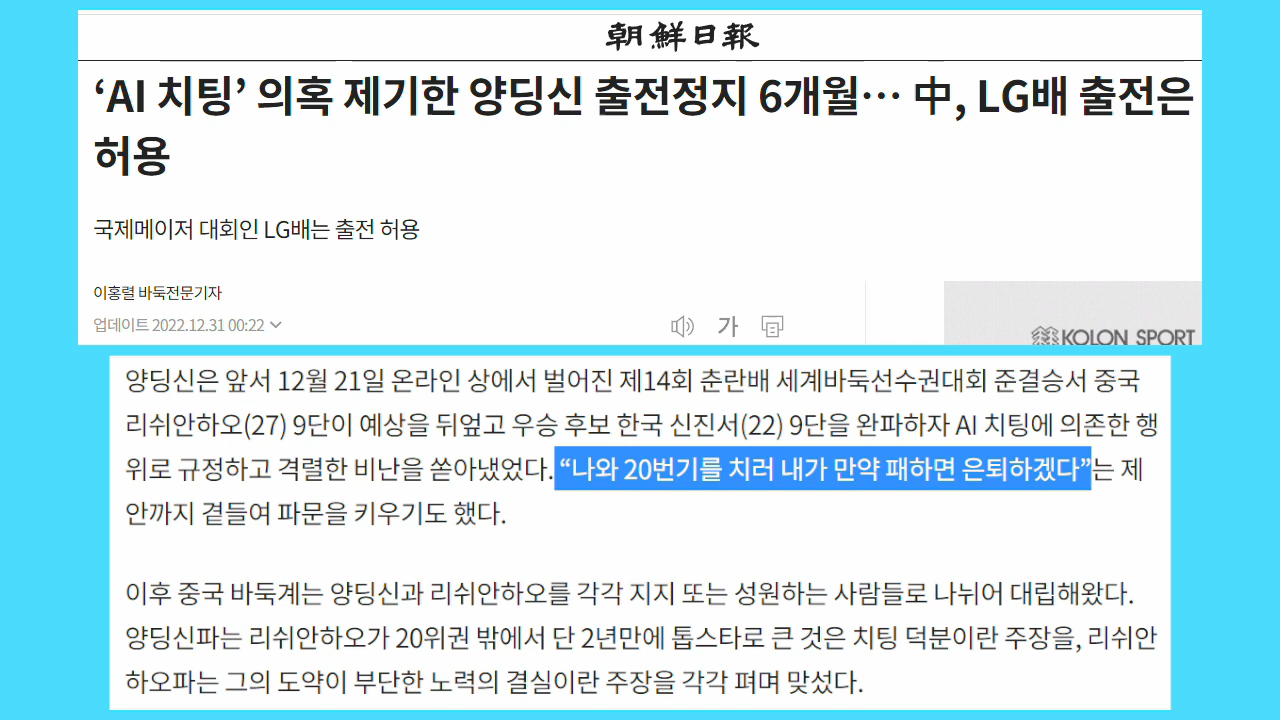 朝鮮日報
‘AI 치팅’ 의혹 제기한 양딩신 출전정지 6개월… 中, LG배 출전은
허용
국제메이저 대회인 LG배는 출전 허용
이홍렬 바둑전문기자
업데이트 2022.12.31 00:22
가
KOLON SPORT
양딩신은 앞서 12월 21일 온라인 상에서 벌어진 제14회 춘란배 세계바둑선수권대회 준결승서 중국
리쉬안하오(27) 9단이 예상을 뒤엎고 우승 후보 한국 신진서(22) 9단을 완파하자 AI 치팅에 의존한 행
위로 규정하고 격렬한 비난을 쏟아냈었다. “나와 20번기를 치러 내가 만약 패하면 은퇴하겠다”는 제
안까지 곁들여 파문을 키우기도 했다.
이후 중국 바둑계는 양딩신과 리쉬안하오를 각각 지지 또는 성원하는 사람들로 나뉘어 대립해왔다.
양딩신파는 리쉬안하오가 20위권 밖에서 단 2년만에 톱스타로 큰 것은 치팅 덕분이란 주장을, 리쉬안
하오파는 그의 도약이 부단한 노력의 결실이란 주장을 각각 펴며 맞섰다.